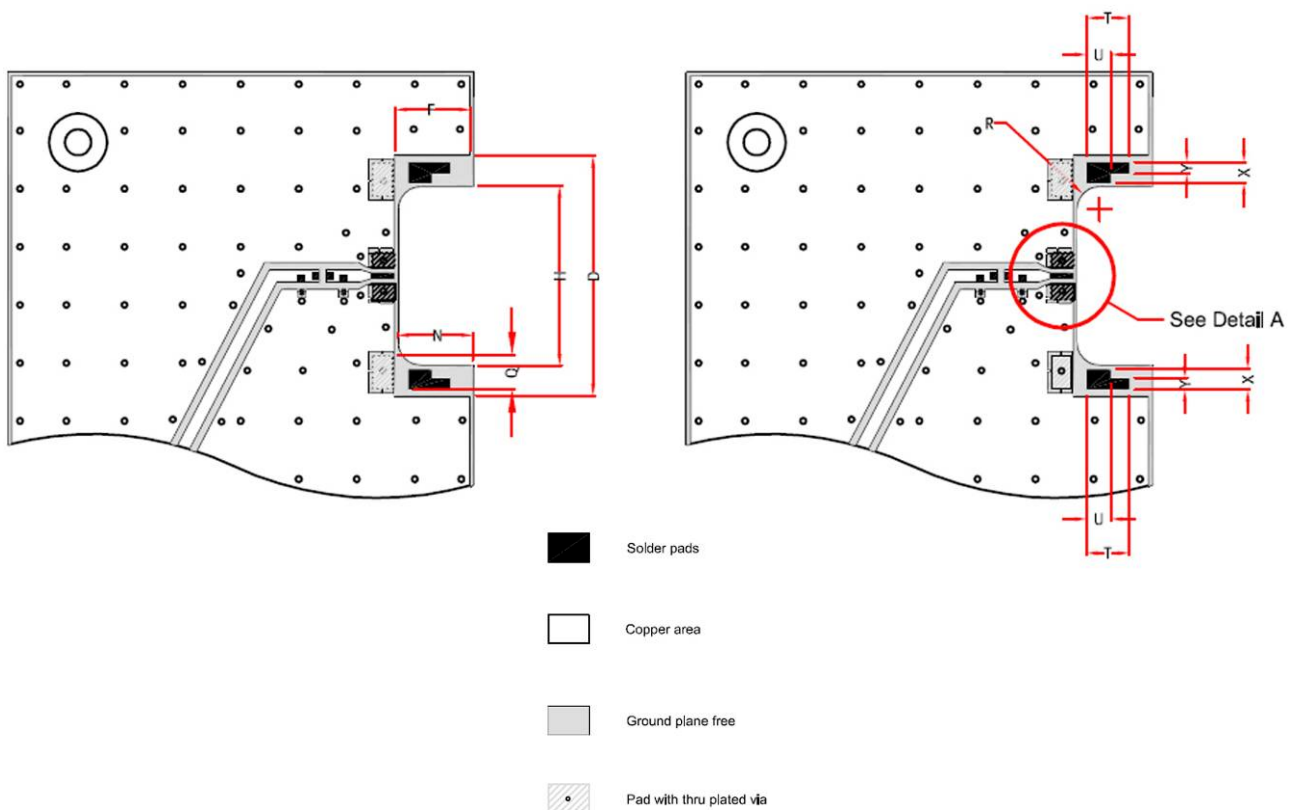 T
U
F
R
Y
X
H
D
See Detail A
N
Q
Y
X
U
T
Solder pads
Copper area
Ground plane free
Pad with thru plated via